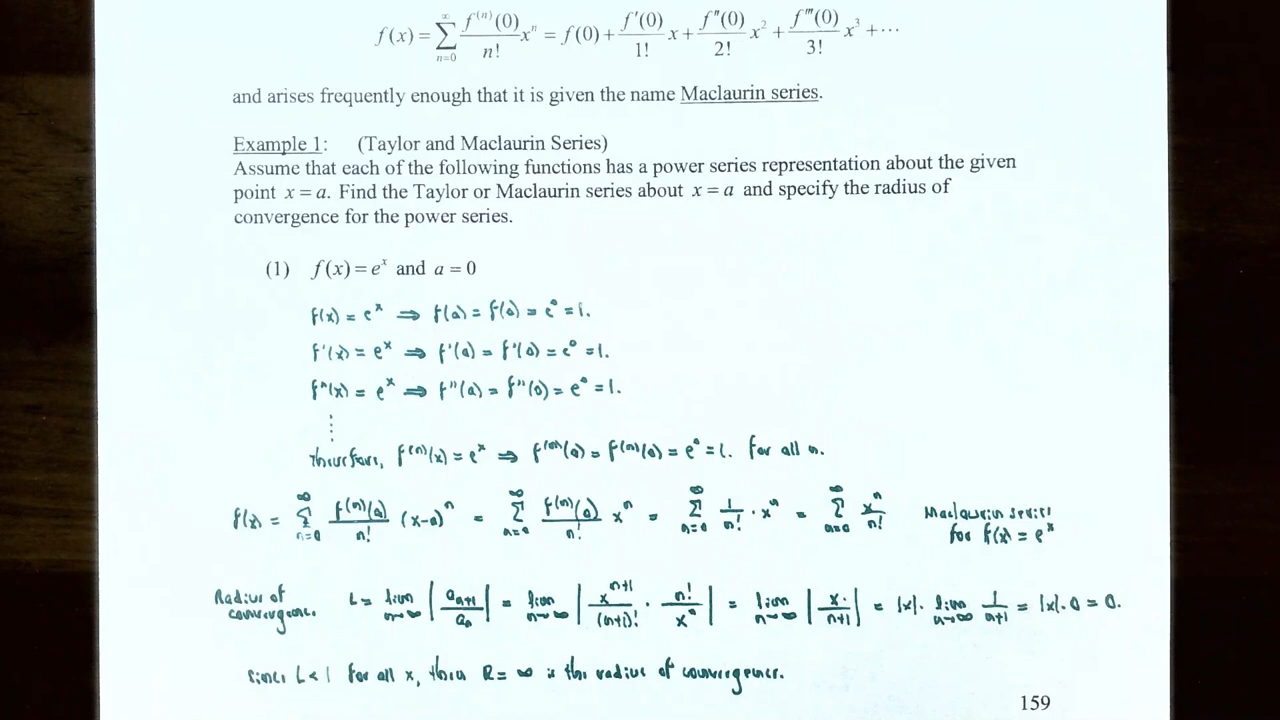 f(x) = ∑_{n=0}^{∞} f^{(n)}(0)/n! x^n = f(0) + f'(0)/1! x + f''(0)/2! x^2 + f'''(0)/3! x^3 + ⋯
and arises frequently enough that it is given the name Maclaurin series.
Example 1: (Taylor and Maclaurin Series)
Assume that each of the following functions has a power series representation about the given
point x = a. Find the Taylor or Maclaurin series about x = a and specify the radius of
convergence for the power series.
(1) f(x) = e^x and a = 0
f(x) = e^x ⟹ f(a) = f(0) = e^0 = 1.
f'(x) = e^x ⟹ f'(a) = f'(0) = e^0 = 1.
f''(x) = e^x ⟹ f''(a) = f''(0) = e^0 = 1.
⋮
Therefore, f^{(n)}(x) = e^x ⟹ f^{(n)}(a) = f^{(n)}(0) = e^0 = 1. for all n.
f(x) = ∑_{n=0}^{∞} f^{(n)}(a)/n! (x-a)^n = ∑_{n=0}^{∞} f^{(n)}(0)/n! x^n = ∑_{n=0}^{∞} 1/n! · x^n = ∑_{n=0}^{∞} x^n/n! Maclaurin series
for f(x) = e^x
Radius of
convergence. L = lim_{n→∞} |a_{n+1}/a_n| = lim_{n→∞} |x^{n+1}/(n+1)! · n!/x^n| = lim_{n→∞} |x/n+1| = |x| · lim_{n→∞} 1/n+1 = |x| · 0 = 0.
Since L < 1 for all x, then R = ∞ is the radius of convergence.
159